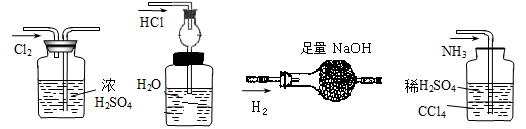 Cl2
浓
H2SO4
HCl
H2O
足量 NaOH
H2
NH3
稀H2SO4
CCl4